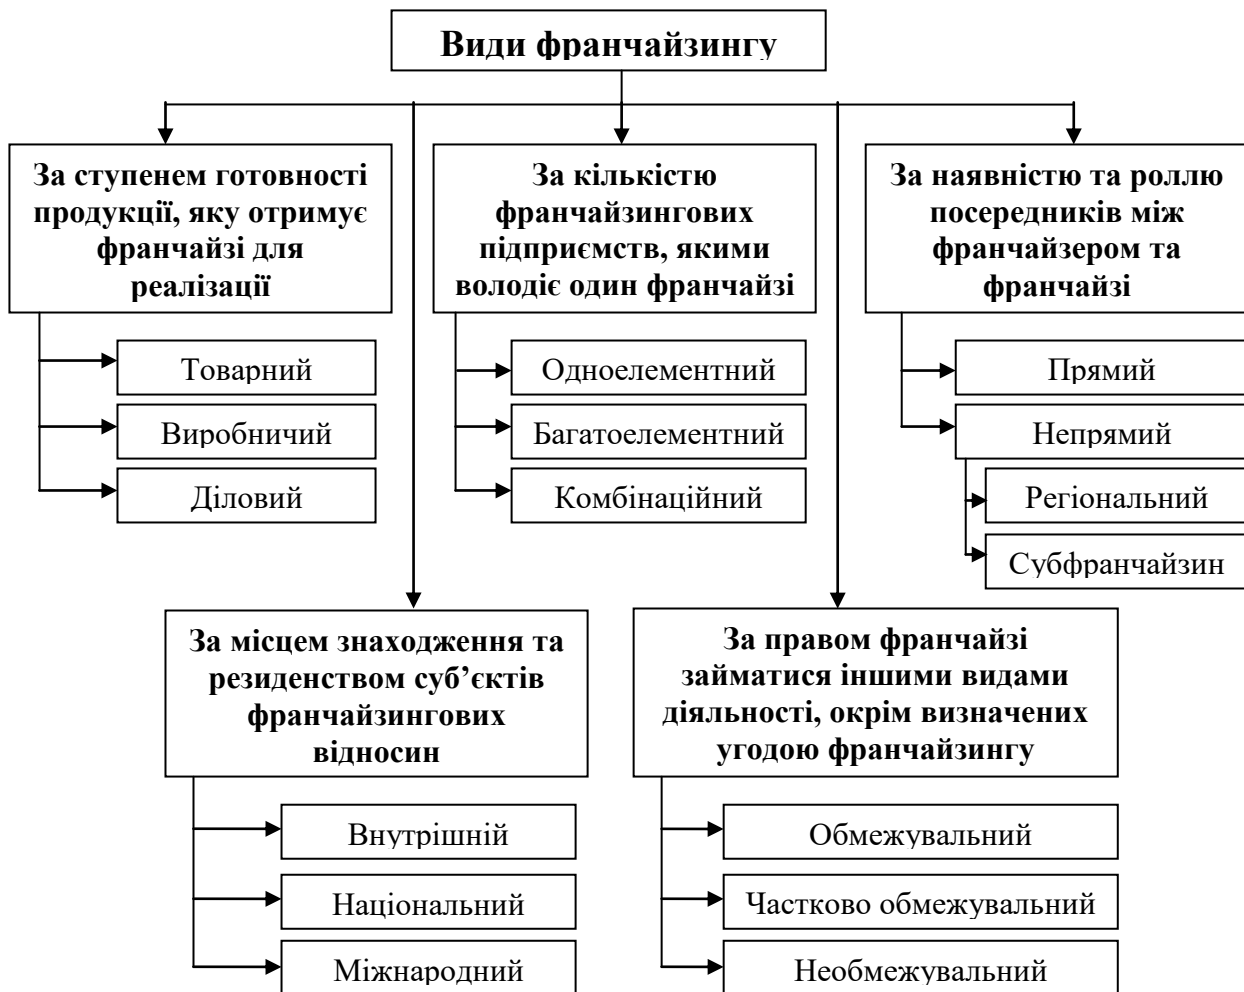 Види франчайзингу
За ступенем готовності
продукції, яку отримує
франчайзі для
реалізації
Товарний
Виробничий
Діловий
За кількістю
франчайзингових
підприємств, якими
володіє один франчайзі
Одноелементний
Багатоелементний
Комбінаційний
За наявністю та роллю
посередників між
франчайзером та
франчайзі
Прямий
Непрямий
Регіональний
Субфранчайзин
За місцем знаходження та
резиденством суб’єктів
франчайзингових
відносин
Внутрішній
Національний
Міжнародний
За правом франчайзі
займатися іншими видами
діяльності, окрім визначених
угодою франчайзингу
Обмежувальний
Частково обмежувальний
Необмежувальний